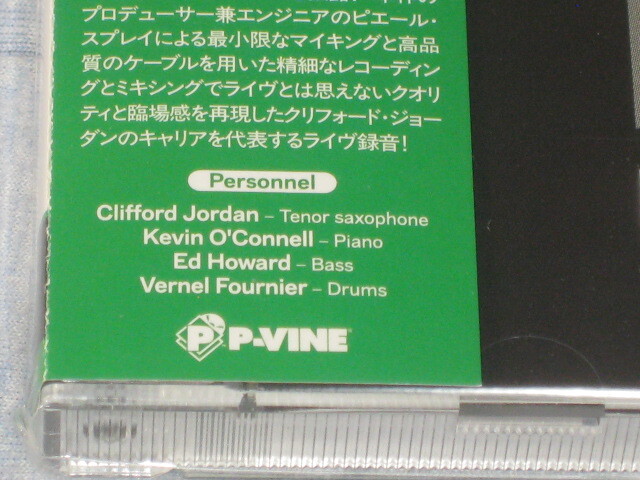 プロデューサー兼エンジニアのピエール・
スプレイによる最小限なマイキングと高品
質のケーブルを用いた精細なレコーディン
グとミキシングでライヴとは思えないクオリ
ティと臨場感を再現したクリフォード・ジョー
ダンのキャリアを代表するライヴ録音!
Personnel
Clifford Jordan – Tenor saxophone
Kevin O'Connell – Piano
Ed Howard – Bass
Vernel Fournier – Drums
P P-VINE